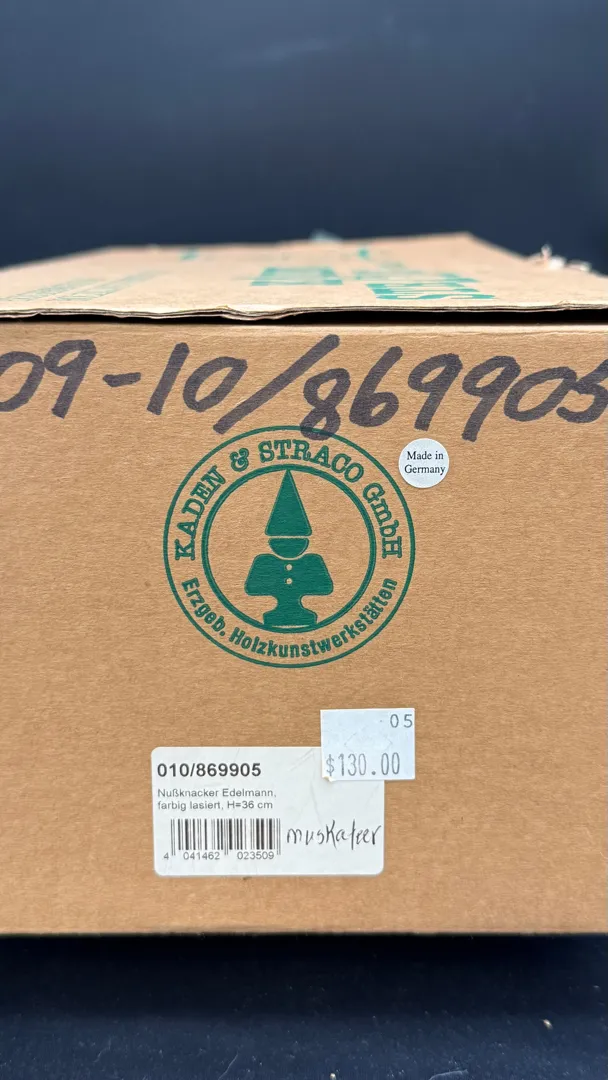 09-10/869905
KADEN & STRACO GmbH
Erzgeb. Holzkunstwerkstätten
Made in
Germany
05
$130.00
010/869905
Nußknacker Edelmann,
farbig lasiert, H=36 cm
muskateer
4 041462 023509